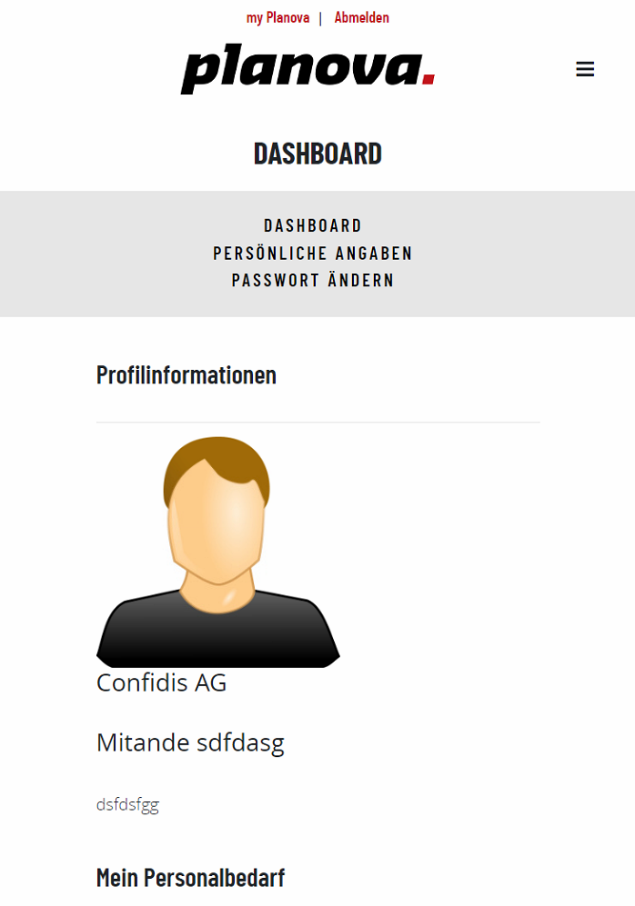 my Planova | Abmelden
planova.
DASHBOARD
DASHBOARD
PERSÖNLICHE ANGABEN
PASSWORT ÄNDERN
Profilinformationen
Confidis AG
Mitande sdfdasg
dsfdsfgg
Mein Personalbedarf